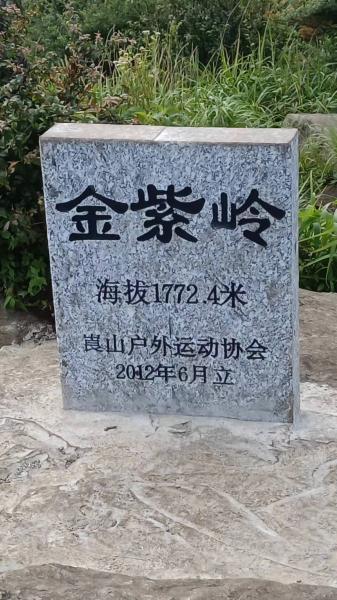 金紫岭
海拔1772.4米
崀山户外运动协会
2012年6月立